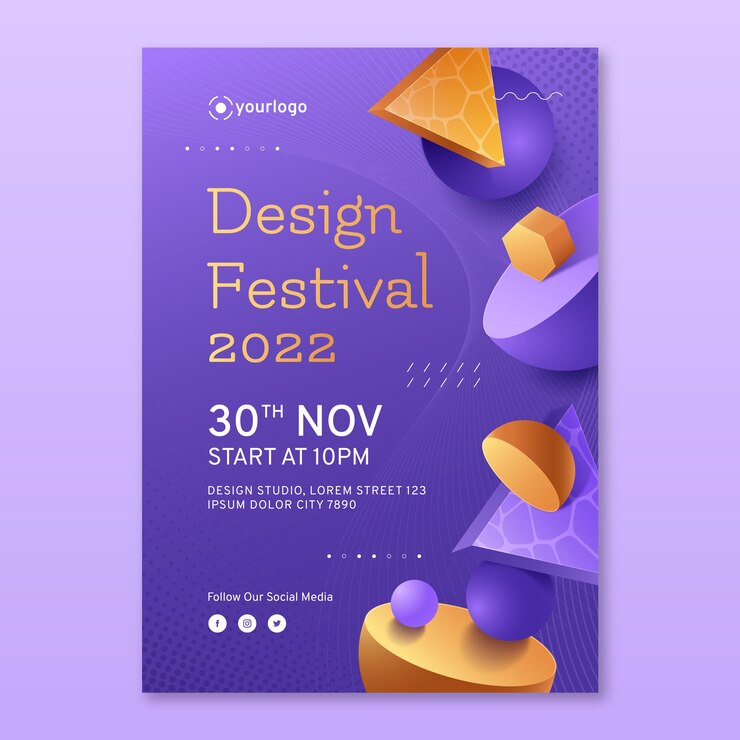 yourlogo
Design
Festival
2022
30TH NOV
START AT 10PM
DESIGN STUDIO, LOREM STREET 123
IPSUM DOLOR CITY 7890
Follow Our Social Media